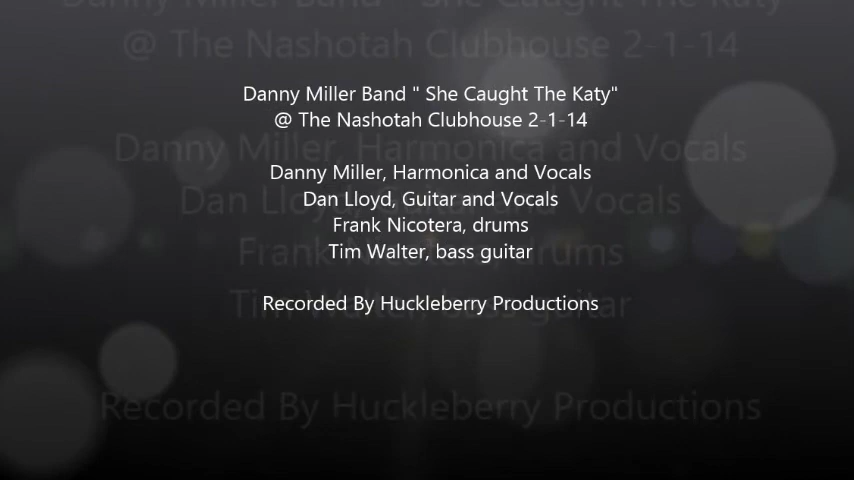 Danny Miller Band " She Caught The Katy"
@ The Nashotah Clubhouse 2-1-14
Danny Miller, Harmonica and Vocals
Dan Lloyd, Guitar and Vocals
Frank Nicotera, drums
Tim Walter, bass guitar
Recorded By Huckleberry Productions